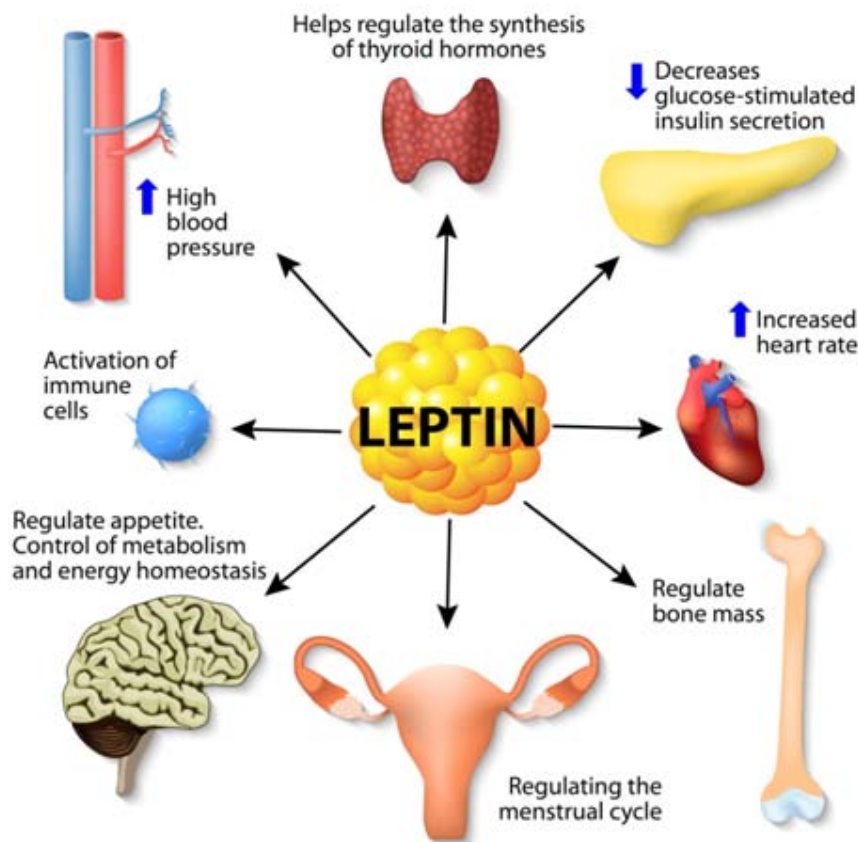 Helps regulate the synthesis
of thyroid hormones
Decreases
glucose-stimulated
insulin secretion
High
blood
pressure
Increased
heart rate
Activation of
immune
cells
LEPTIN
Regulate appetite.
Control of metabolism
and energy homeostasis
Regulate
bone mass
Regulating the
menstrual cycle